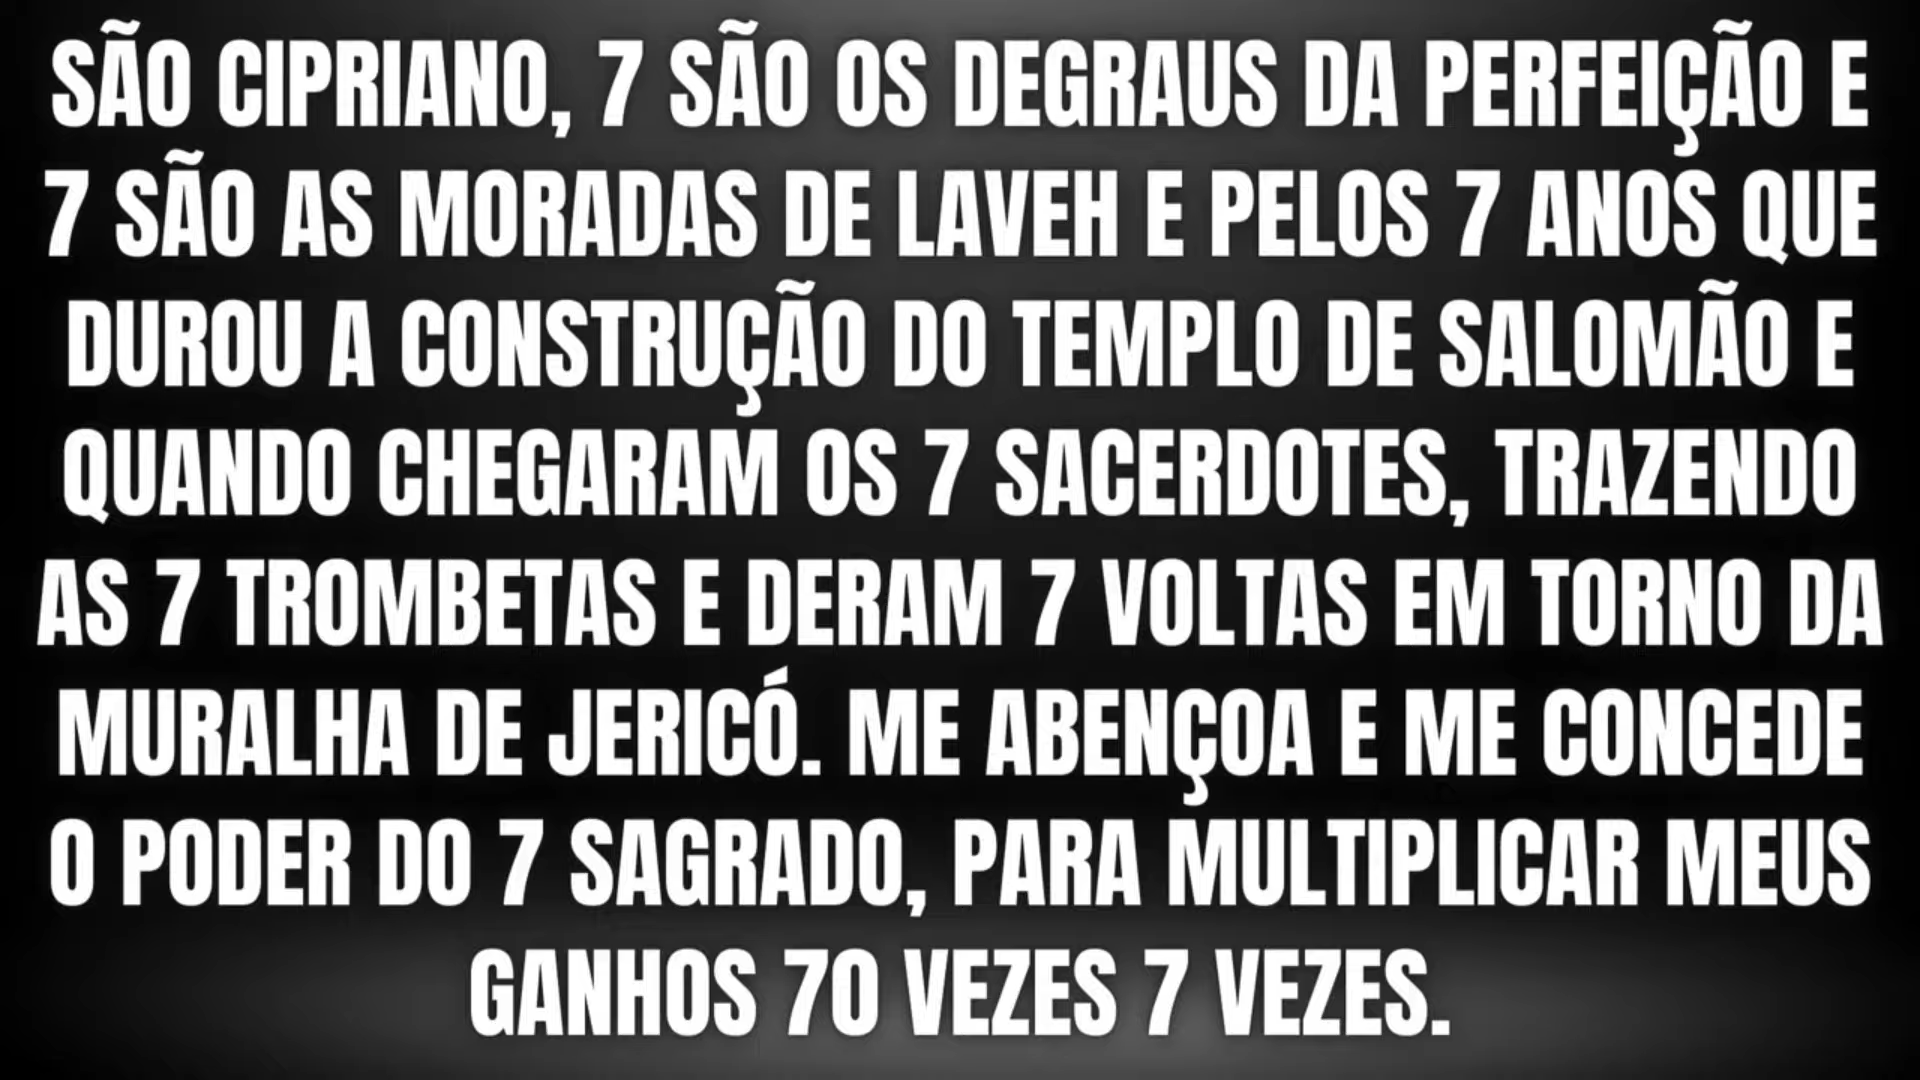 SÃO CIPRIANO, 7 SÃO OS DEGRAUS DA PERFEIÇÃO E
7 SÃO AS MORADAS DE LAVEH E PELOS 7 ANOS QUE
DUROU A CONSTRUÇÃO DO TEMPLO DE SALOMÃO E
QUANDO CHEGARAM OS 7 SACERDOTES, TRAZENDO
AS 7 TROMBETAS E DERAM 7 VOLTAS EM TORNO DA
MURALHA DE JERICÓ. ME ABENÇOA E ME CONCEDE
O PODER DO 7 SAGRADO, PARA MULTIPLICAR MEUS
GANHOS 70 VEZES 7 VEZES.